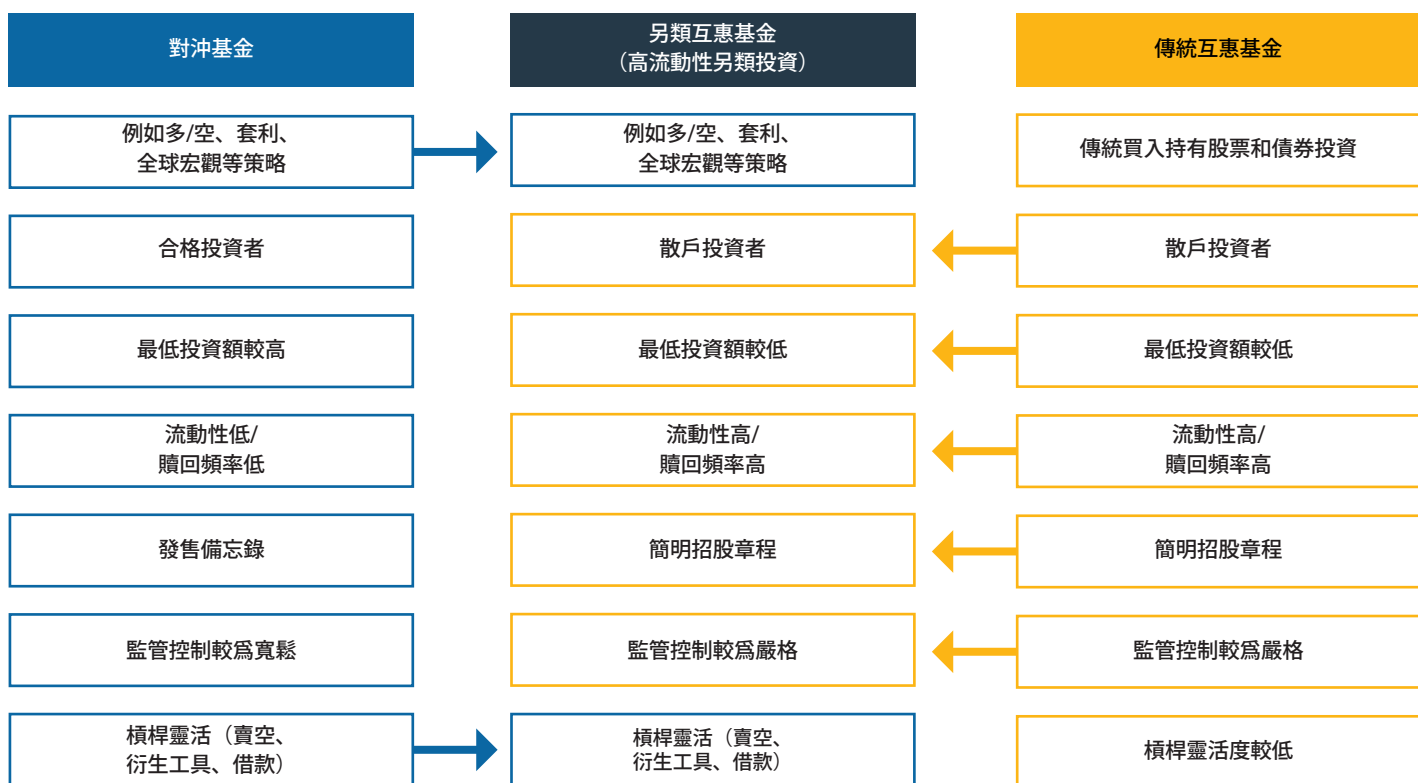 對沖基金
另類互惠基金
（高流動性另類投資）
傳統互惠基金
例如多/空、套利、
全球宏觀等策略
例如多/空、套利、
全球宏觀等策略
傳統買入持有股票和債券投資
合格投資者
散戶投資者
散戶投資者
最低投資額較高
最低投資額較低
最低投資額較低
流動性低/
贖回頻率低
流動性高/
贖回頻率高
流動性高/
贖回頻率高
發售備忘錄
簡明招股章程
簡明招股章程
監管控制較爲寬鬆
監管控制較爲嚴格
監管控制較爲嚴格
槓桿靈活（賣空、
衍生工具、借款）
槓桿靈活（賣空、
衍生工具、借款）
槓桿靈活度較低